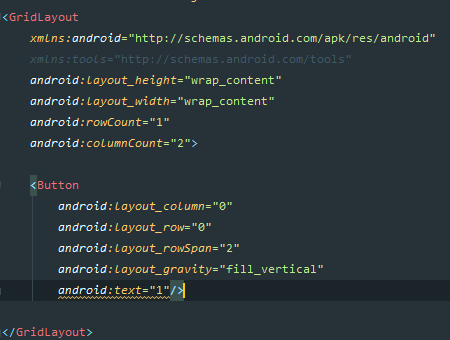 <GridLayout
xmlns:android="http://schemas.android.com/apk/res/android"
xmlns:tools="http://schemas.android.com/tools"
android:layout_height="wrap_content"
android:layout_width="wrap_content"
android:rowCount="1"
android:columnCount="2">
<Button
android:layout_column="0"
android:layout_row="0"
android:layout_rowSpan="2"
android:layout_gravity="fill_vertical"
android:text="1"/>
</GridLayout>